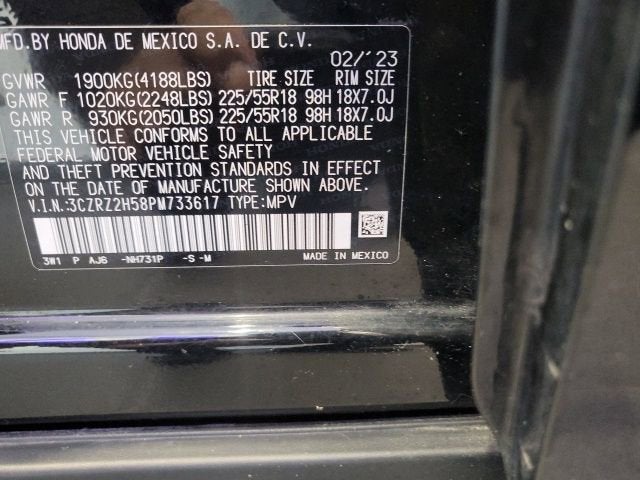 MFD.BY HONDA DE MEXICO S.A. DE C.V.
02/'23
GVWR 1900KG(4188LBS) TIRE SIZE RIM SIZE
GAWR F 1020KG(2248LBS) 225/55R18 98H 18X7.0J
GAWR R 930KG(2050LBS) 225/55R18 98H 18X7.0J
THIS VEHICLE CONFORMS TO ALL APPLICABLE
FEDERAL MOTOR VEHICLE SAFETY
AND THEFT PREVENTION STANDARDS IN EFFECT
ON THE DATE OF MANUFACTURE SHOWN ABOVE.
V.I.N.:3CZRZ2H58PM733617 TYPE:MPV
3W1 P AJ6 -NH731P -S-M MADE IN MEXICO